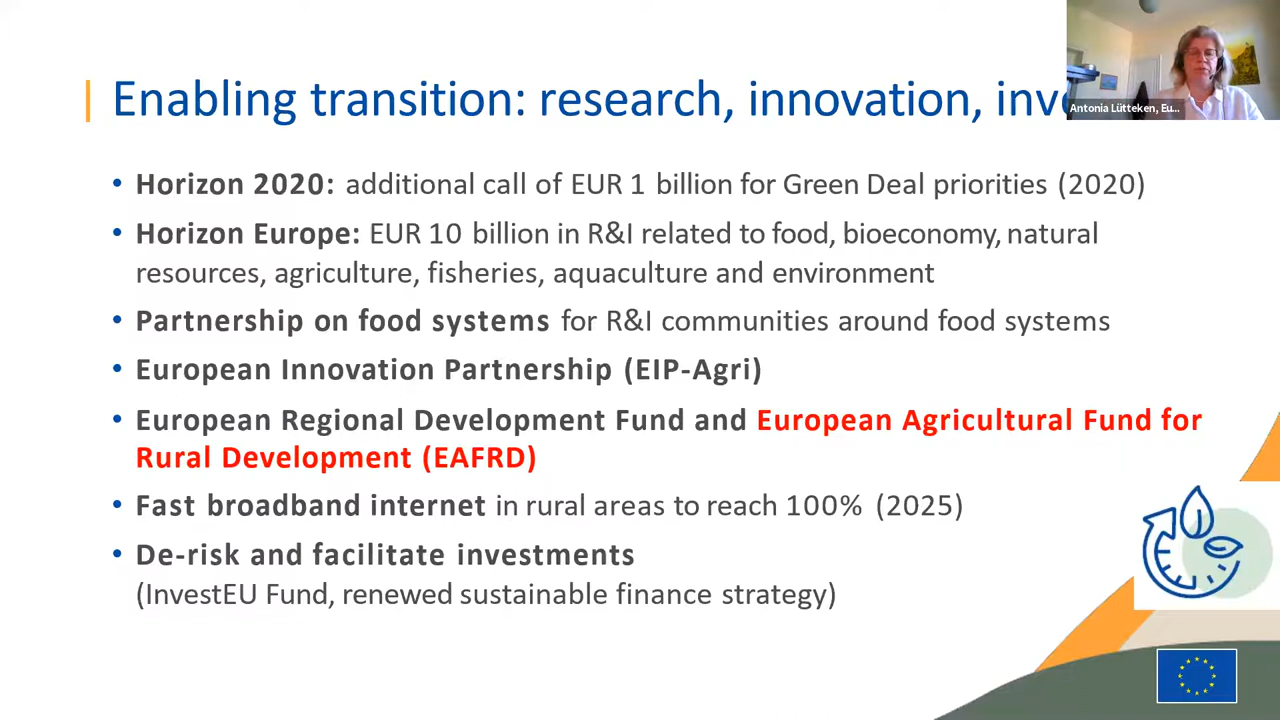 Enabling transition: research, innovation, inve
Antonia Lütteken, Eu...
• Horizon 2020: additional call of EUR 1 billion for Green Deal priorities (2020)
• Horizon Europe: EUR 10 billion in R&I related to food, bioeconomy, natural
resources, agriculture, fisheries, aquaculture and environment
• Partnership on food systems for R&I communities around food systems
• European Innovation Partnership (EIP-Agri)
• European Regional Development Fund and European Agricultural Fund for
Rural Development (EAFRD)
• Fast broadband internet in rural areas to reach 100% (2025)
• De-risk and facilitate investments
(InvestEU Fund, renewed sustainable finance strategy)